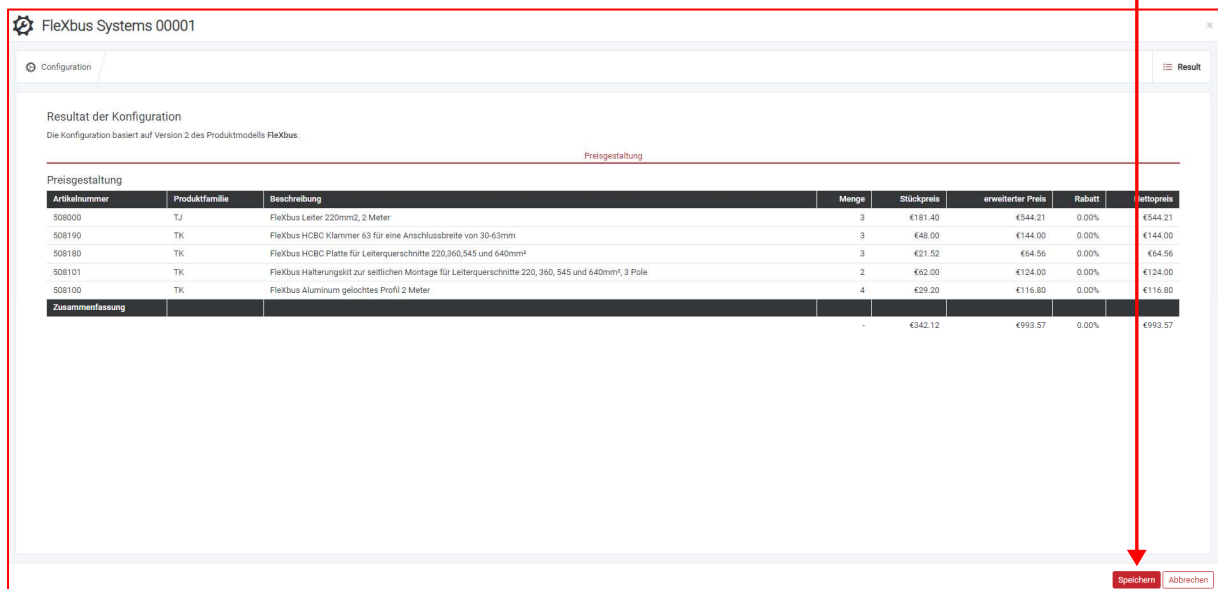 FleXbus Systems 00001
×
Configuration
Result
Resultat der Konfiguration
Die Konfiguration basiert auf Version 2 des Produktmodells FleXbus.
Preisgestaltung
Preisgestaltung
Artikelnummer Produktfamilie Beschreibung Menge Stückpreis erweiterter Preis Rabatt Nettopreis
508000 TJ FleXbus Leiter 220mm2, 2 Meter 3 €181.40 €544.21 0.00% €544.21
508190 TK FleXbus HCBC Klammer 63 für eine Anschlussbreite von 30-63mm 3 €48.00 €144.00 0.00% €144.00
508180 TK FleXbus HCBC Platte für Leiterquerschnitte 220,360,545 und 640mm² 3 €21.52 €64.56 0.00% €64.56
508101 TK FleXbus Halterungskit zur seitlichen Montage für Leiterquerschnitte 220, 360, 545 und 640mm², 3 Pole 2 €62.00 €124.00 0.00% €124.00
508100 TK FleXbus Aluminum gelochtes Profil 2 Meter 4 €29.20 €116.80 0.00% €116.80
Zusammenfassung
- €342.12 €993.57 0.00% €993.57
Speichern Abbrechen